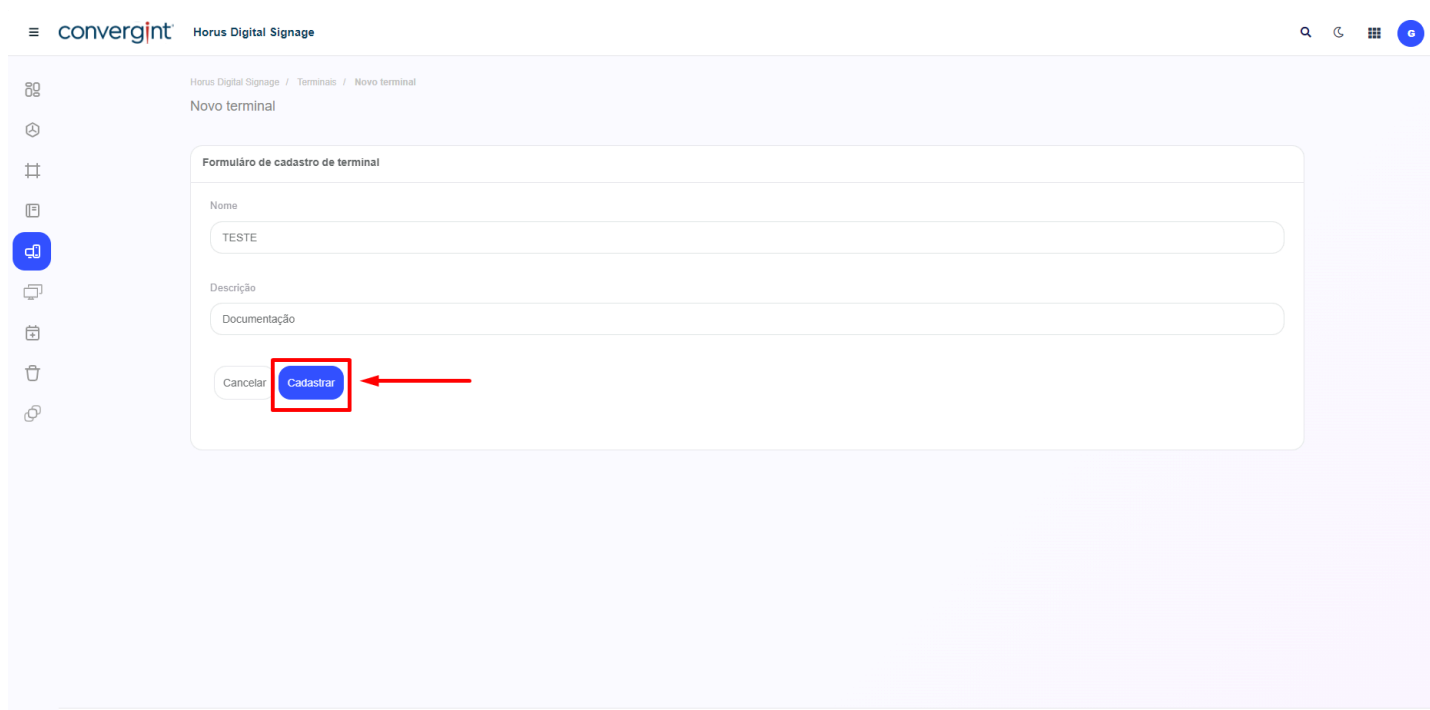 convergint
Horus Digital Signage
G
Horus Digital Signage / Terminais / Novo terminal
Novo terminal
Formuláro de cadastro de terminal
Nome
TESTE
Descrição
Documentação
Cancelar
Cadastrar